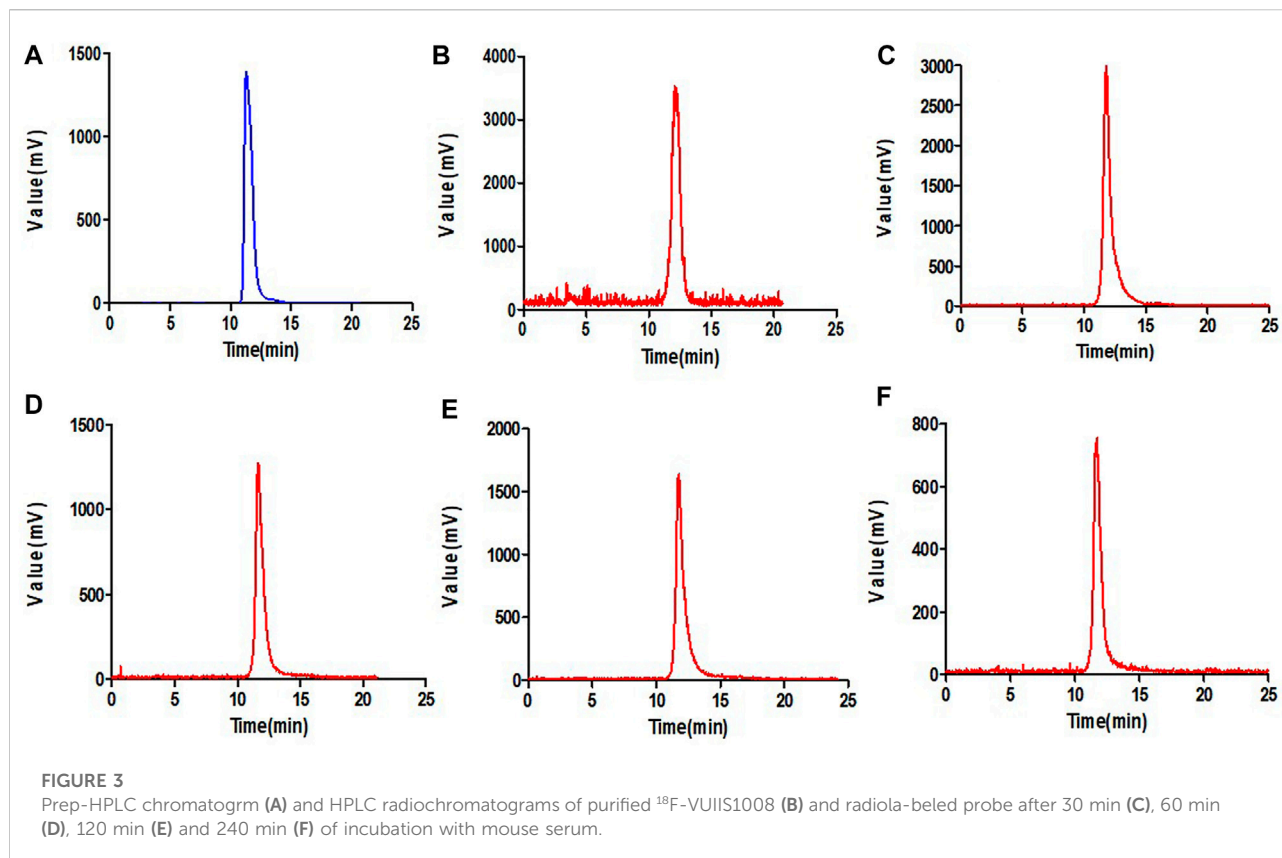 A
1500
1000
500
0
Value(mV)
0 5 10 15 20 25
Time(min)
B
4000
3000
2000
1000
0
Value(mV)
0 5 10 15 20 25
Time(min)
C
3000
2500
2000
1500
1000
500
0
Value(mV)
0 5 10 15 20 25
Time(min)
D
1500
1000
500
0
Value(mV)
0 5 10 15 20 25
Time(min)
E
2000
1500
1000
500
0
Value(mV)
0 5 10 15 20 25
Time(min)
F
800
600
400
200
0
Value(mV)
0 5 10 15 20 25
Time(min)
FIGURE 3
Prep-HPLC chromatogrm (A) and HPLC radiochromatograms of purified ¹⁸F-VUIIS1008 (B) and radiola-beled probe after 30 min (C), 60 min
(D), 120 min (E) and 240 min (F) of incubation with mouse serum.